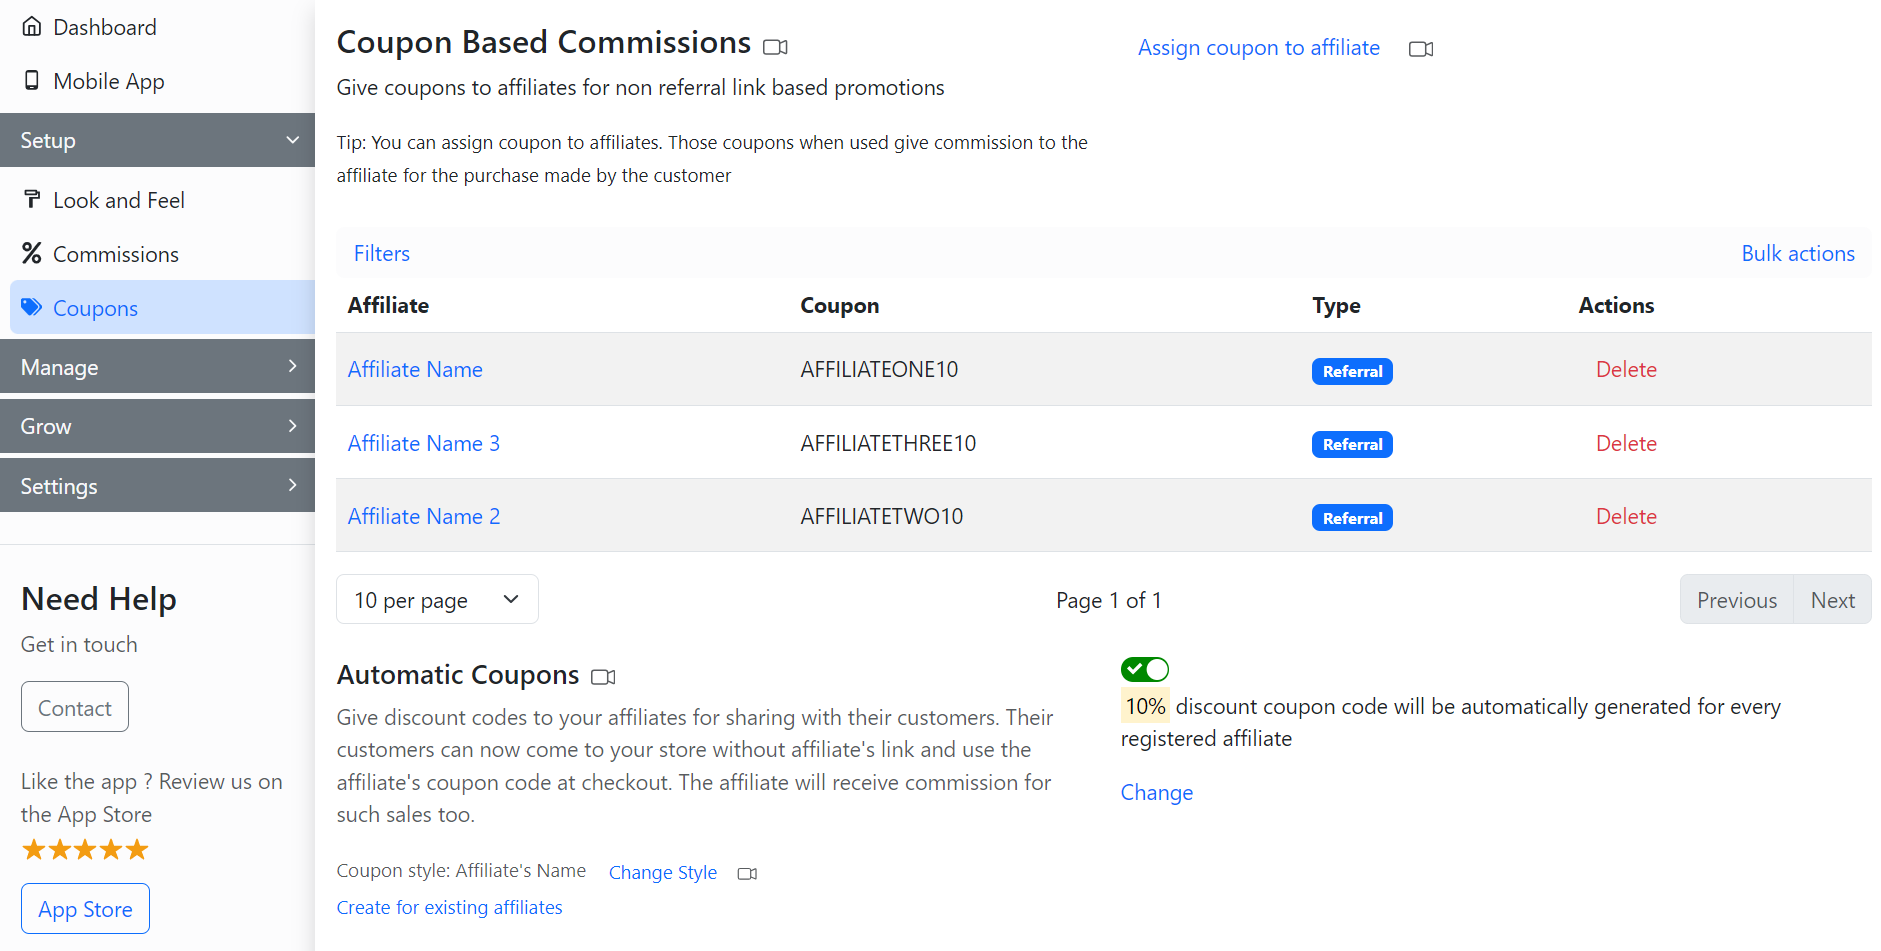 Dashboard
Mobile App
Setup
Look and Feel
Commissions
Coupons
Manage
Grow
Settings
Need Help
Get in touch
Contact
Like the app ? Review us on
the App Store
App Store
Coupon Based Commissions
Assign coupon to affiliate
Give coupons to affiliates for non referral link based promotions
Tip: You can assign coupon to affiliates. Those coupons when used give commission to the
affiliate for the purchase made by the customer
Filters
Bulk actions
Affiliate Coupon Type Actions
Affiliate Name AFFILIATEONE10 Referral Delete
Affiliate Name 3 AFFILIATETHREE10 Referral Delete
Affiliate Name 2 AFFILIATETWO10 Referral Delete
10 per page
Page 1 of 1
Previous Next
Automatic Coupons
Give discount codes to your affiliates for sharing with their customers. Their
customers can now come to your store without affiliate's link and use the
affiliate's coupon code at checkout. The affiliate will receive commission for
such sales too.
Coupon style: Affiliate's Name Change Style
Create for existing affiliates
10% discount coupon code will be automatically generated for every
registered affiliate
Change